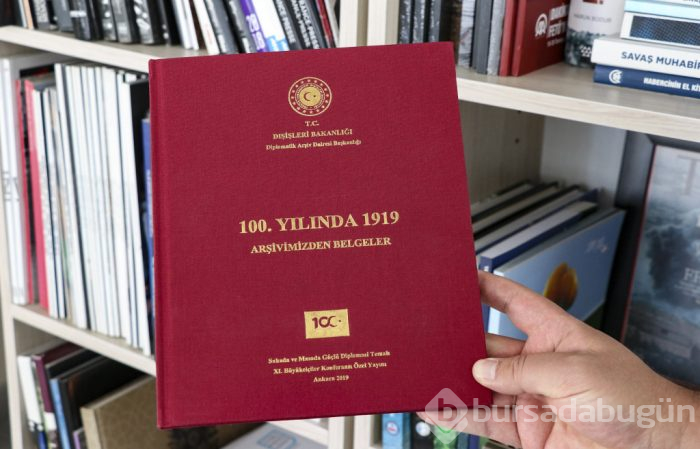 T.C.
DIŞİŞLERİ BAKANLIĞI
Diplomatik Arşiv Dairesi Başkanlığı
100. YILINDA 1919
ARŞİVİMİZDEN BELGELER
100
Sahada ve Masada Güçlü Diplomasi Temalı
XI. Büyükelçiler Konferansı Özel Yayını
Ankara 2019
SAVAŞ MUHABİR
HABERCİNİN EL Kİ
bursadabugün